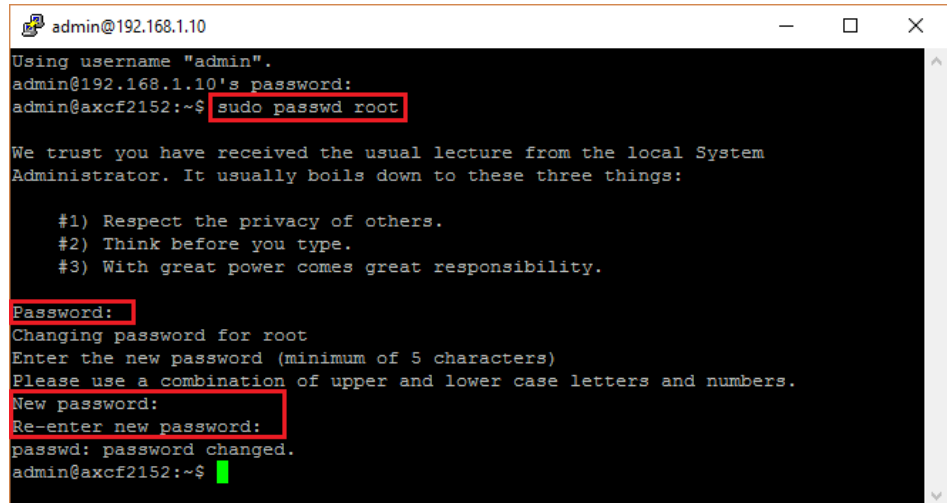 admin@192.168.1.10
Using username "admin".
admin@192.168.1.10's password:
admin@axcf2152:~$ sudo passwd root
We trust you have received the usual lecture from the local System
Administrator. It usually boils down to these three things:
#1) Respect the privacy of others.
#2) Think before you type.
#3) With great power comes great responsibility.
Password:
Changing password for root
Enter the new password (minimum of 5 characters)
Please use a combination of upper and lower case letters and numbers.
New password:
Re-enter new password:
passwd: password changed.
admin@axcf2152:~$